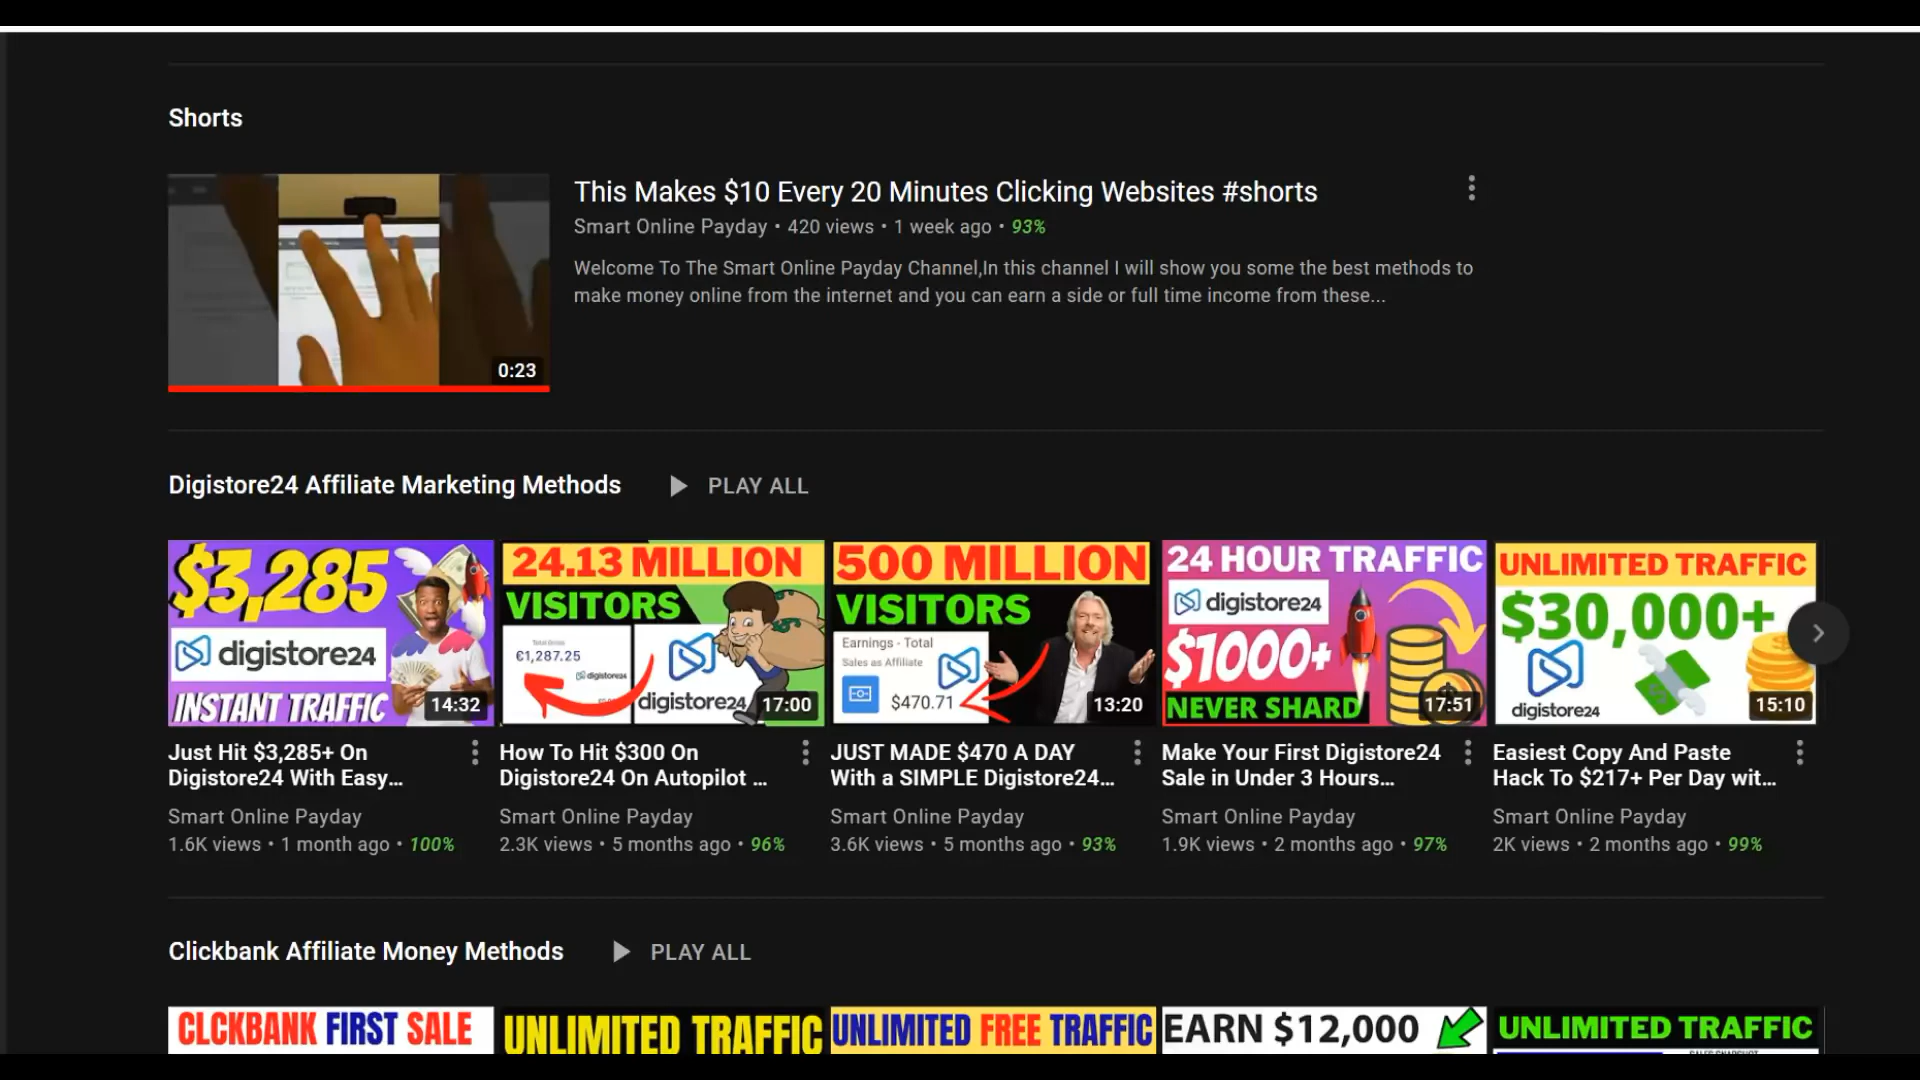 Shorts
This Makes $10 Every 20 Minutes Clicking Websites #shorts
Smart Online Payday • 420 views • 1 week ago • 93%
Welcome To The Smart Online Payday Channel,In this channel I will show you some the best methods to
make money online from the internet and you can earn a side or full time income from these...
0:23
Digistore24 Affiliate Marketing Methods
PLAY ALL
$3,285
digistore24
INSTANT TRAFFIC
14:32
24.13 MILLION
VISITORS
€1,287.25
digistore24
digistore24
17:00
500 MILLION
VISITORS
Earnings - Total
Sales as Affiliate
$470.71
13:20
24 HOUR TRAFFIC
digistore24
$1000+
NEVER SHARD
17:51
UNLIMITED TRAFFIC
$30,000+
digistore24
15:10
Just Hit $3,285+ On
Digistore24 With Easy...
Smart Online Payday
1.6K views • 1 month ago • 100%
How To Hit $300 On
Digistore24 On Autopilot ...
Smart Online Payday
2.3K views • 5 months ago • 96%
JUST MADE $470 A DAY
With a SIMPLE Digistore24...
Smart Online Payday
3.6K views • 5 months ago • 93%
Make Your First Digistore24
Sale in Under 3 Hours...
Smart Online Payday
1.9K views • 2 months ago • 97%
Easiest Copy And Paste
Hack To $217+ Per Day wit...
Smart Online Payday
2K views • 2 months ago • 99%
Clickbank Affiliate Money Methods
PLAY ALL
CLCKBANK FIRST SALE
UNLIMITED TRAFFIC
UNLIMITED FREE TRAFFIC
EARN $12,000
UNLIMITED TRAFFIC